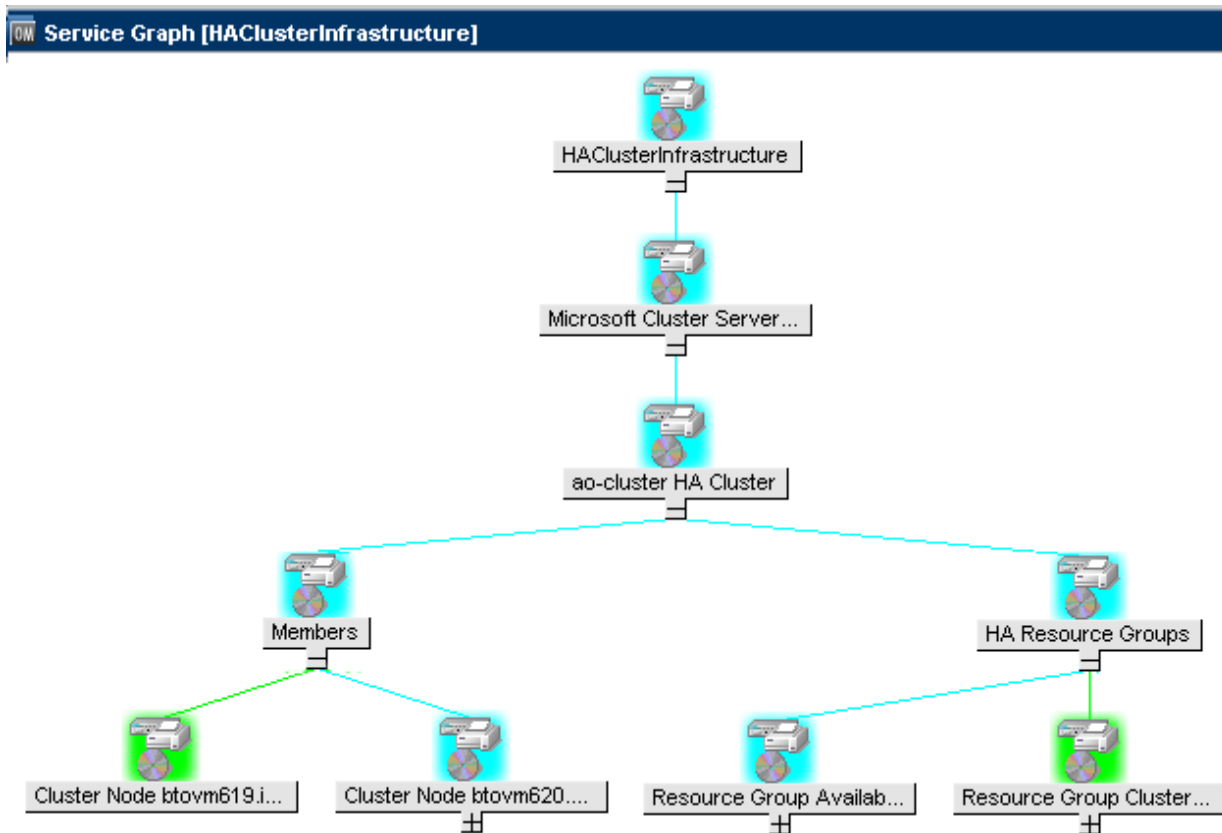 OM Service Graph [HAClusterInfrastructure]
HAClusterInfrastructure
Microsoft Cluster Server...
ao-cluster HA Cluster
Members
HA Resource Groups
Cluster Node btovm619.i...
Cluster Node btovm620....
Resource Group Availab...
Resource Group Cluster...